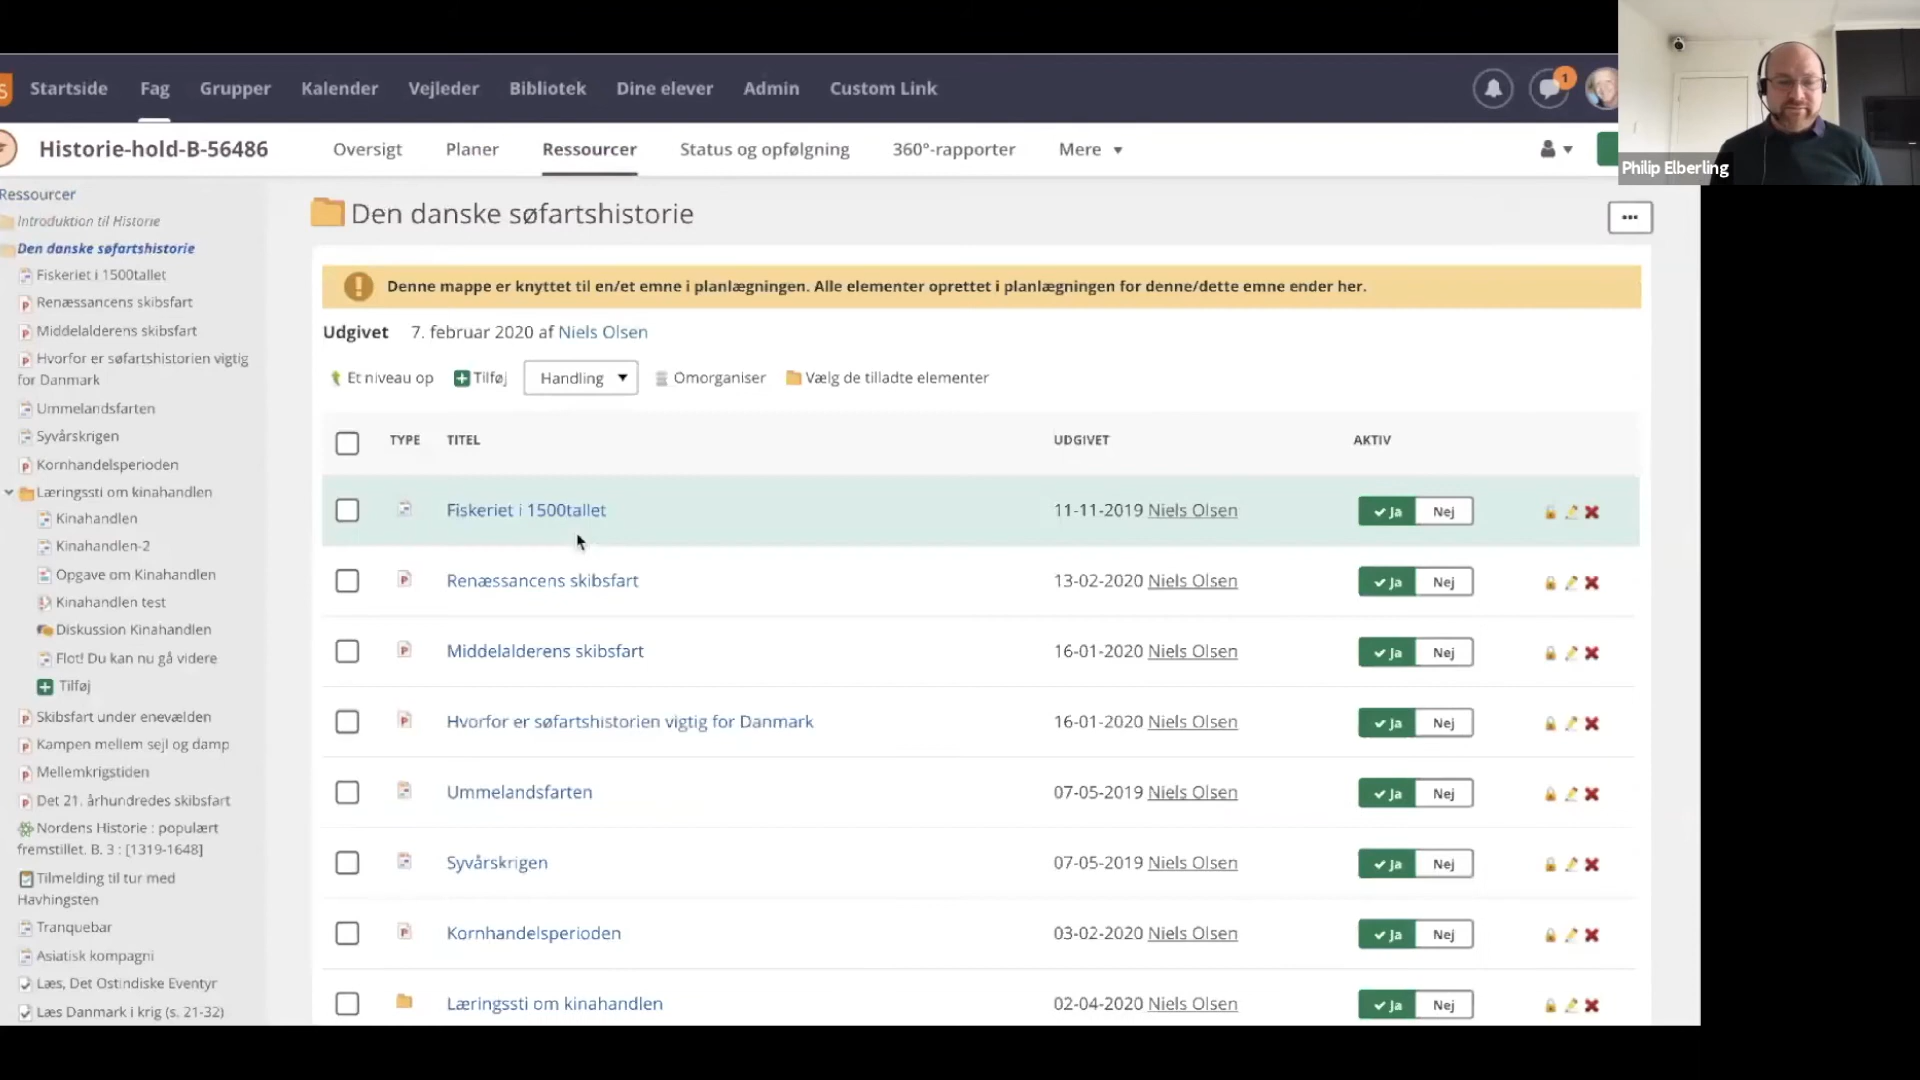 Startside Fag Grupper Kalender Vejleder Bibliotek Dine elever Admin Custom Link
1
Philip Elberling
Historie-hold-B-56486
Oversigt Planer Ressourcer Status og opfølgning 360°-rapporter Mere
Ressourcer
Introduktion til Historie
Den danske søfartshistorie
Fiskeriet i 1500tallet
Renæssancens skibsfart
Middelalderens skibsfart
Hvorfor er søfartshistorien vigtig
for Danmark
Ummelandsfarten
Syvårskrigen
Kornhandelsperioden
Læringssti om kinahandlen
Kinahandlen
Kinahandlen-2
Opgave om Kinahandlen
Kinahandlen test
Diskussion Kinahandlen
Flot! Du kan nu gå videre
Tilføj
Skibsfart under enevælden
Kampen mellem sejl og damp
Mellemkrigstiden
Det 21. århundredes skibsfart
Nordens Historie : populært
fremstillet. B. 3 : [1319-1648]
Tilmelding til tur med
Havhingsten
Tranquebar
Asiatisk kompagni
Læs, Det Ostindiske Eventyr
Læs Danmark i krig (s. 21-32)
Den danske søfartshistorie
Denne mappe er knyttet til en/et emne i planlægningen. Alle elementer oprettet i planlægningen for denne/dette emne ender her.
Udgivet 7. februar 2020 af Niels Olsen
Et niveau op Tilføj Handling Omorganiser Vælg de tilladte elementer
TYPE TITEL UDGIVET AKTIV
Fiskeriet i 1500tallet 11-11-2019 Niels Olsen Ja Nej
Renæssancens skibsfart 13-02-2020 Niels Olsen Ja Nej
Middelalderens skibsfart 16-01-2020 Niels Olsen Ja Nej
Hvorfor er søfartshistorien vigtig for Danmark 16-01-2020 Niels Olsen Ja Nej
Ummelandsfarten 07-05-2019 Niels Olsen Ja Nej
Syvårskrigen 07-05-2019 Niels Olsen Ja Nej
Kornhandelsperioden 03-02-2020 Niels Olsen Ja Nej
Læringssti om kinahandlen 02-04-2020 Niels Olsen Ja Nej